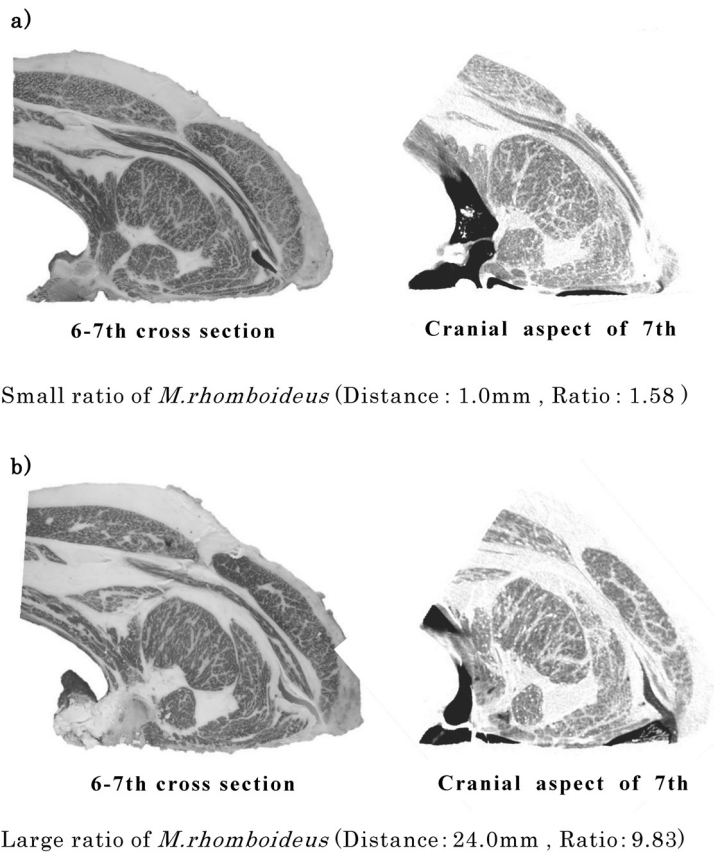 a)
6-7th cross section
Cranial aspect of 7th
Small ratio of M.rhomboideus (Distance : 1.0mm , Ratio : 1.58 )
b)
6-7th cross section
Cranial aspect of 7th
Large ratio of M.rhomboideus (Distance : 24.0mm , Ratio : 9.83)